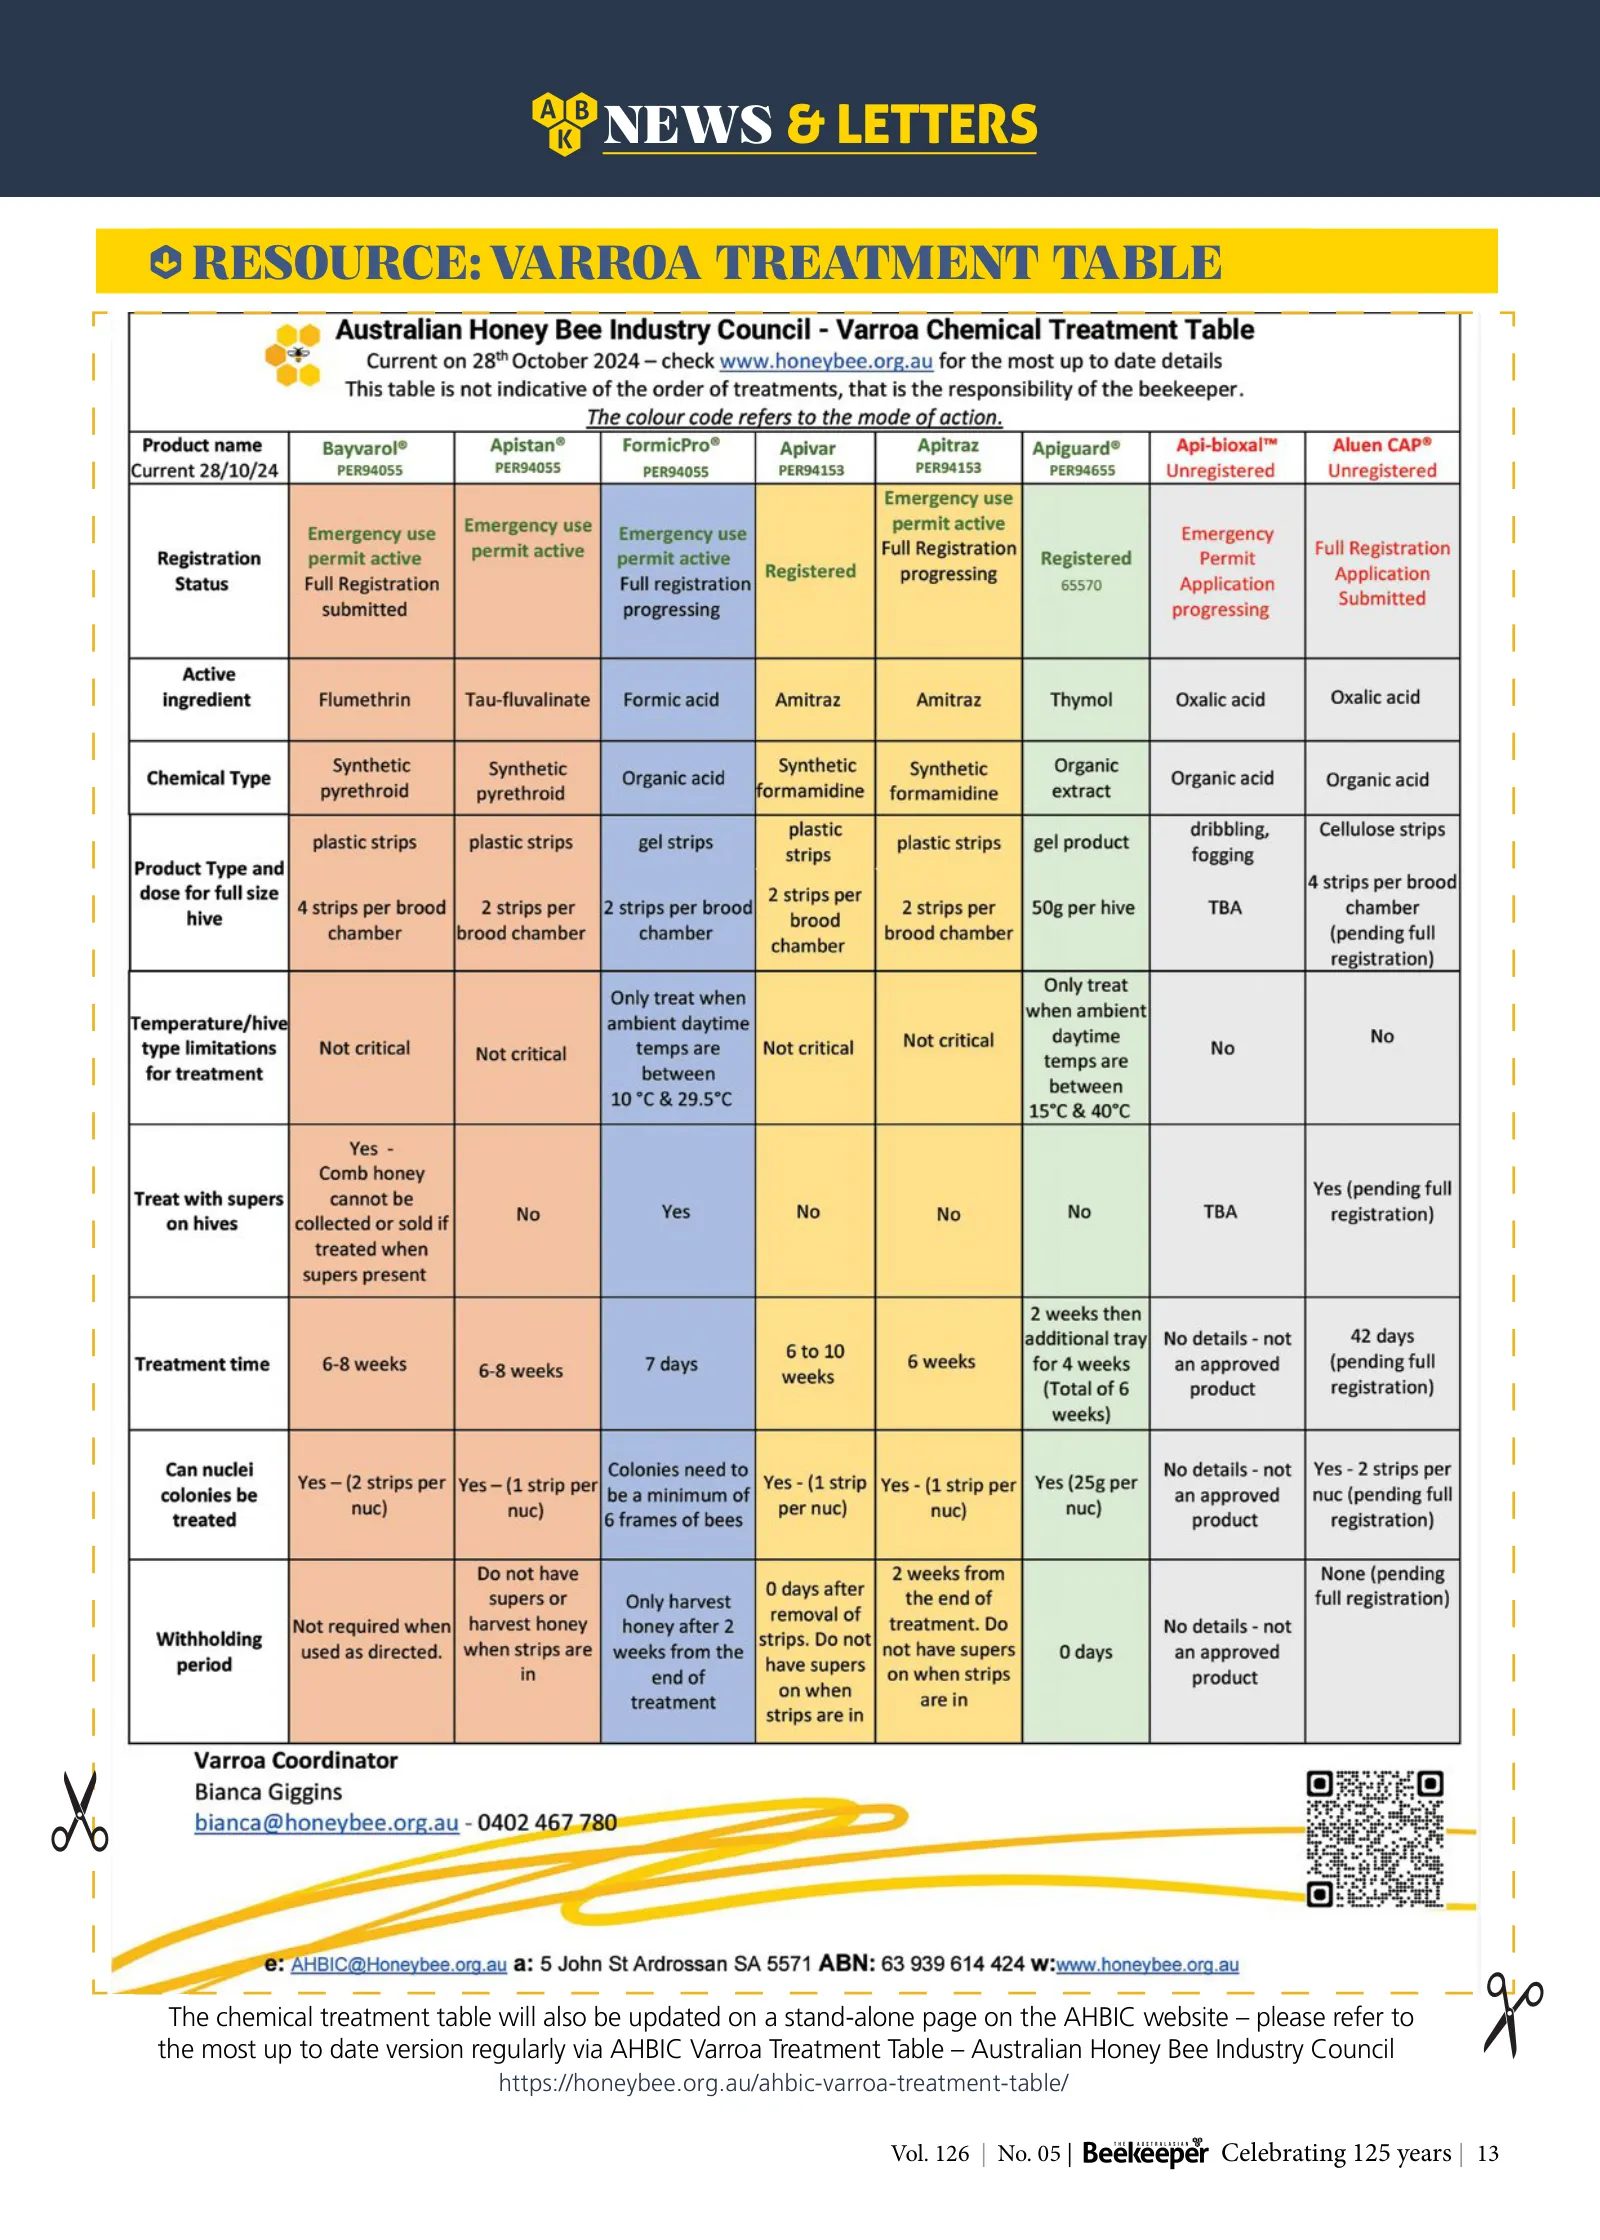 A B K NEWS & LETTERS
RESOURCE: VARROA TREATMENT TABLE
Australian Honey Bee Industry Council - Varroa Chemical Treatment Table
Current on 28th October 2024 – check www.honeybee.org.au for the most up to date details
This table is not indicative of the order of treatments, that is the responsibility of the beekeeper.
The colour code refers to the mode of action.
Product name
Current 28/10/24
Bayvarol®
PER94055
Apistan®
PER94055
FormicPro®
PER94055
Apivar
PER94153
Apitraz
PER94153
Apiguard®
PER94655
Api-bioxal™
Unregistered
Aluen CAP®
Unregistered
Registration
Status
Emergency use
permit active
Full Registration
submitted
Emergency use
permit active
Emergency use
permit active
Full registration
progressing
Registered
Emergency use
permit active
Full Registration
progressing
Registered
65570
Emergency
Permit
Application
progressing
Full Registration
Application
Submitted
Active
ingredient
Flumethrin
Tau-fluvalinate
Formic acid
Amitraz
Amitraz
Thymol
Oxalic acid
Oxalic acid
Chemical Type
Synthetic
pyrethroid
Synthetic
pyrethroid
Organic acid
Synthetic
formamidine
Synthetic
formamidine
Organic
extract
Organic acid
Organic acid
Product Type and
dose for full size
hive
plastic strips
4 strips per brood
chamber
plastic strips
2 strips per
brood chamber
gel strips
2 strips per brood
chamber
plastic
strips
2 strips per
brood
chamber
plastic strips
2 strips per
brood chamber
gel product
50g per hive
dribbling,
fogging
TBA
Cellulose strips
4 strips per brood
chamber
(pending full
registration)
Temperature/hive
type limitations
for treatment
Not critical
Not critical
Only treat when
ambient daytime
temps are
between
10 °C & 29.5°C
Not critical
Not critical
Only treat
when ambient
daytime
temps are
between
15°C & 40°C
No
No
Treat with supers
on hives
Yes -
Comb honey
cannot be
collected or sold if
treated when
supers present
No
Yes
No
No
No
TBA
Yes (pending full
registration)
Treatment time
6-8 weeks
6-8 weeks
7 days
6 to 10
weeks
6 weeks
2 weeks then
additional tray
for 4 weeks
(Total of 6
weeks)
No details - not
an approved
product
42 days
(pending full
registration)
Can nuclei
colonies be
treated
Yes – (2 strips per
nuc)
Yes – (1 strip per
nuc)
Colonies need to
be a minimum of
6 frames of bees
Yes - (1 strip
per nuc)
Yes - (1 strip per
nuc)
Yes (25g per
nuc)
No details - not
an approved
product
Yes - 2 strips per
nuc (pending full
registration)
Withholding
period
Not required when
used as directed.
Do not have
supers or
harvest honey
when strips are
in
Only harvest
honey after 2
weeks from the
end of
treatment
0 days after
removal of
strips. Do not
have supers
on when
strips are in
2 weeks from
the end of
treatment. Do
not have supers
on when strips
are in
0 days
No details - not
an approved
product
None (pending
full registration)
Varroa Coordinator
Bianca Giggins
bianca@honeybee.org.au - 0402 467 780
e: AHBIC@Honeybee.org.au a: 5 John St Ardrossan SA 5571 ABN: 63 939 614 424 w:www.honeybee.org.au
The chemical treatment table will also be updated on a stand-alone page on the AHBIC website – please refer to
the most up to date version regularly via AHBIC Varroa Treatment Table – Australian Honey Bee Industry Council
https://honeybee.org.au/ahbic-varroa-treatment-table/
Vol. 126 | No. 05 | THE AUSTRALASIAN Beekeeper Celebrating 125 years | 13